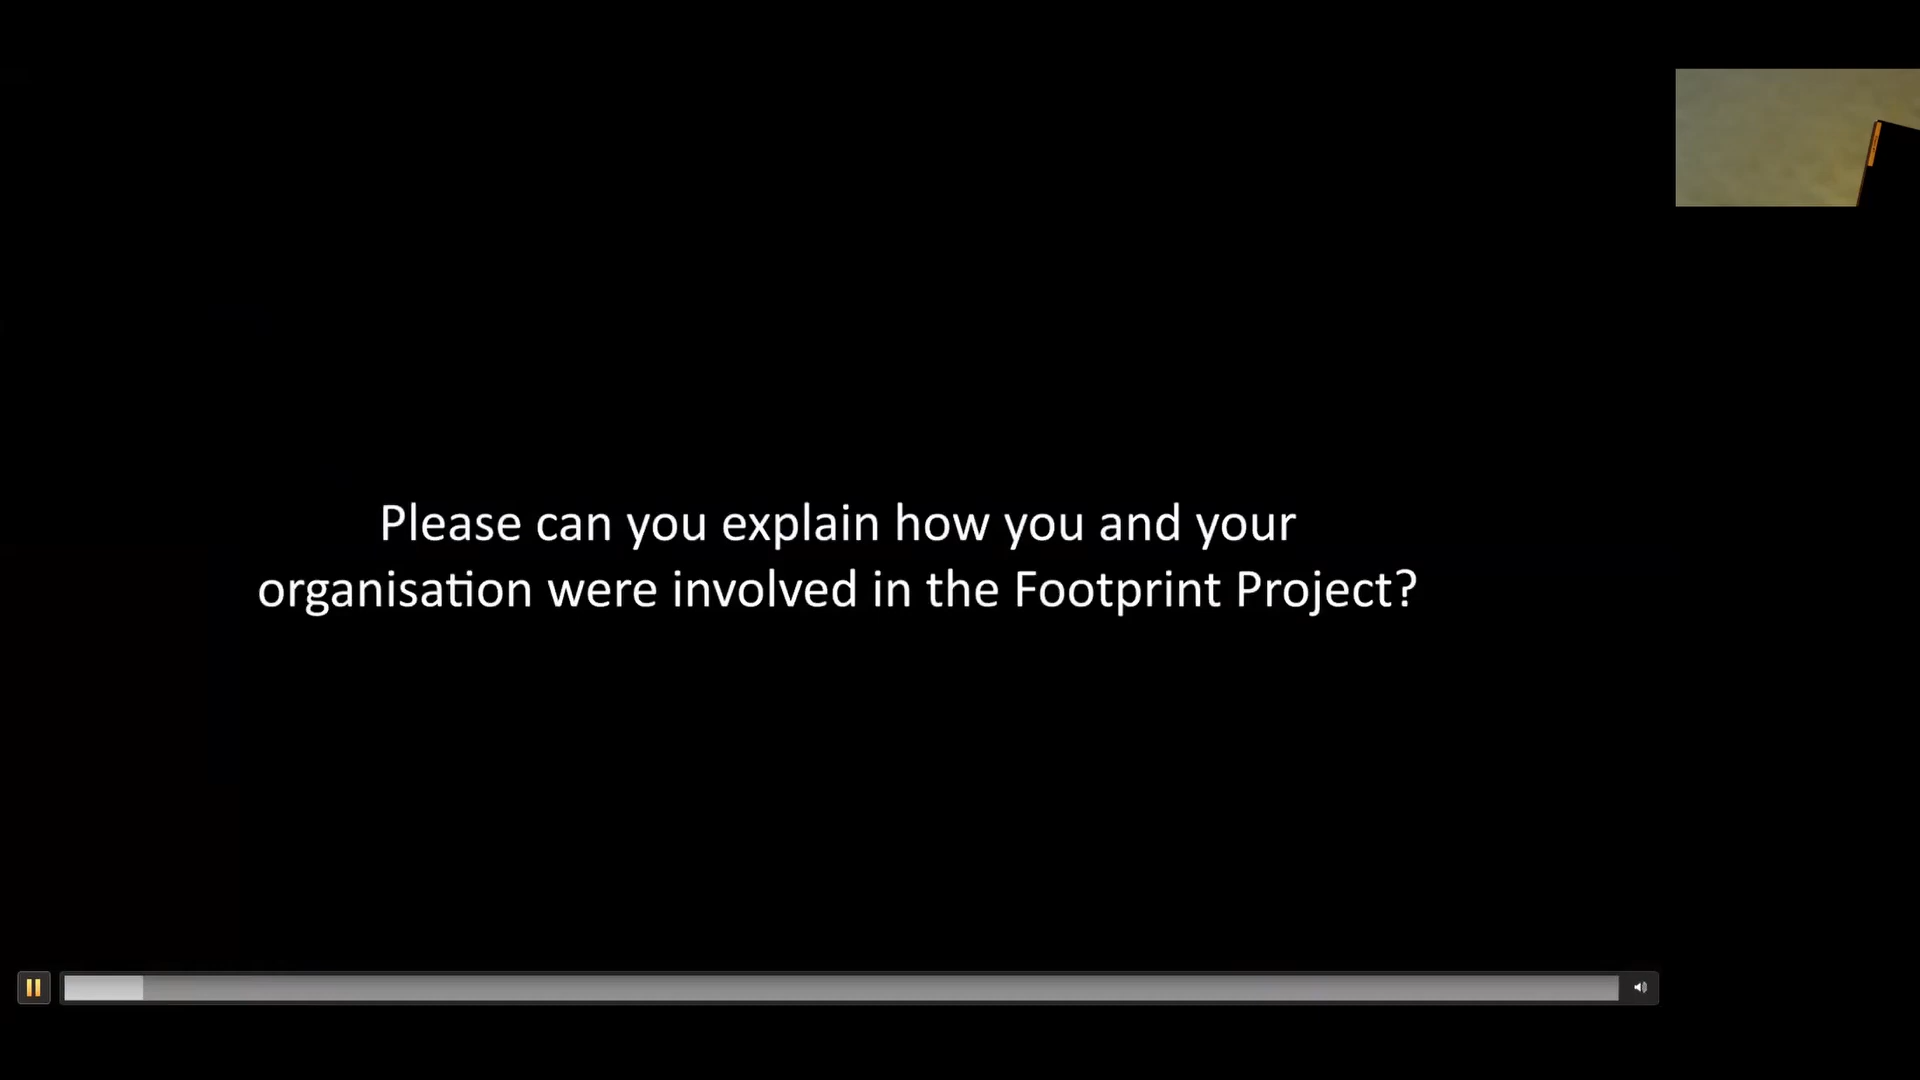 Please can you explain how you and your
organisation were involved in the Footprint Project?